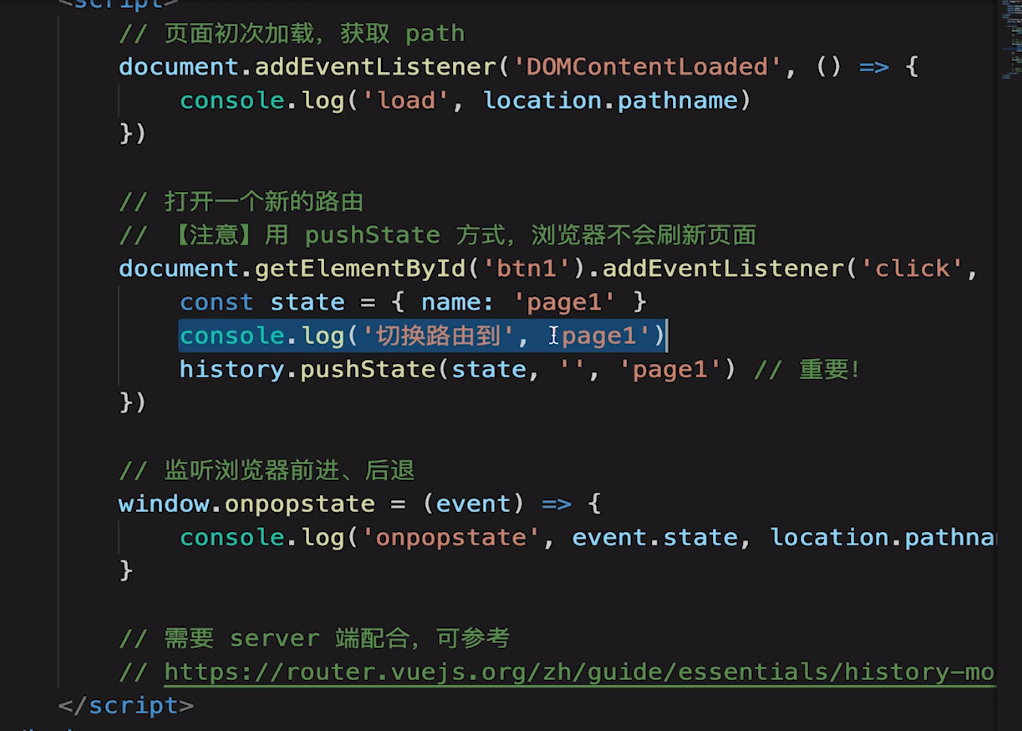 <script>
// 页面初次加载，获取 path
document.addEventListener('DOMContentLoaded', () => {
console.log('load', location.pathname)
})
// 打开一个新的路由
// 【注意】用 pushState 方式，浏览器不会刷新页面
document.getElementById('btn1').addEventListener('click',
const state = { name: 'page1' }
console.log('切换路由到', 'page1')
history.pushState(state, '', 'page1') // 重要！
})
// 监听浏览器前进、后退
window.onpopstate = (event) => {
console.log('onpopstate', event.state, location.pathna
}
// 需要 server 端配合，可参考
// https://router.vuejs.org/zh/guide/essentials/history-mo
</script>